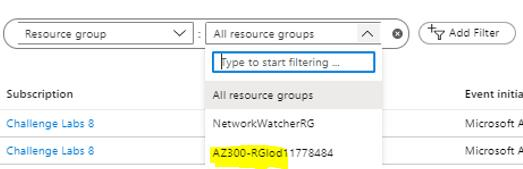 Resource group : All resource groups Add Filter
Type to start filtering ...
Subscription All resource groups Event initia
NetworkWatcherRG
Challenge Labs 8 Microsoft A
Challenge Labs 8 AZ300-RGlod11778484 Microsoft A